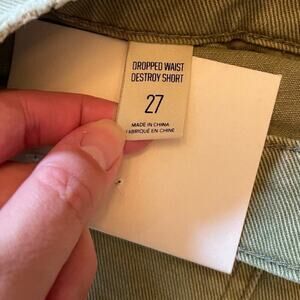 DROPPED WAIST
DESTROY SHORT
27
MADE IN CHINA
FABRIQUÉ EN CHINE